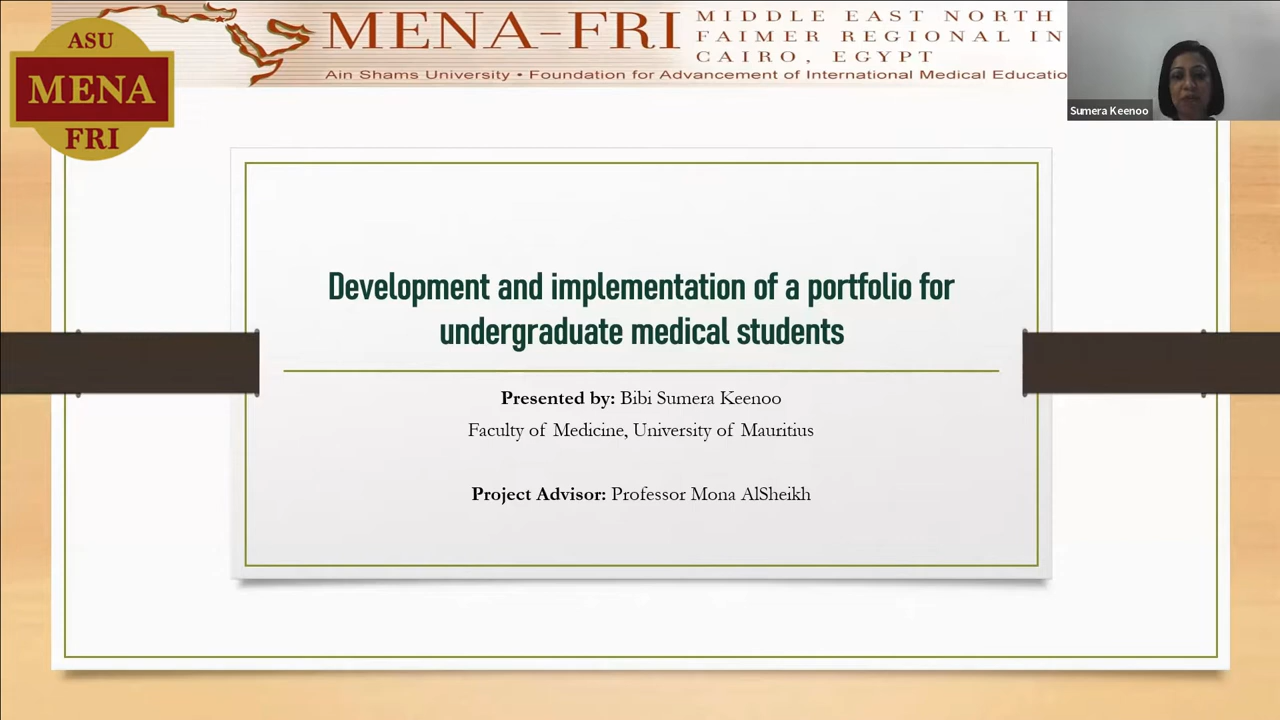 ASU
MENA
FRI
MENA-FRI
MIDDLE EAST NORTH
FAIMER REGIONAL IN
CAIRO, EGYPT
Ain Shams University • Foundation for Advancement of International Medical Educatio
Sumera Keenoo
Development and implementation of a portfolio for
undergraduate medical students
Presented by: Bibi Sumera Keenoo
Faculty of Medicine, University of Mauritius
Project Advisor: Professor Mona AlSheikh